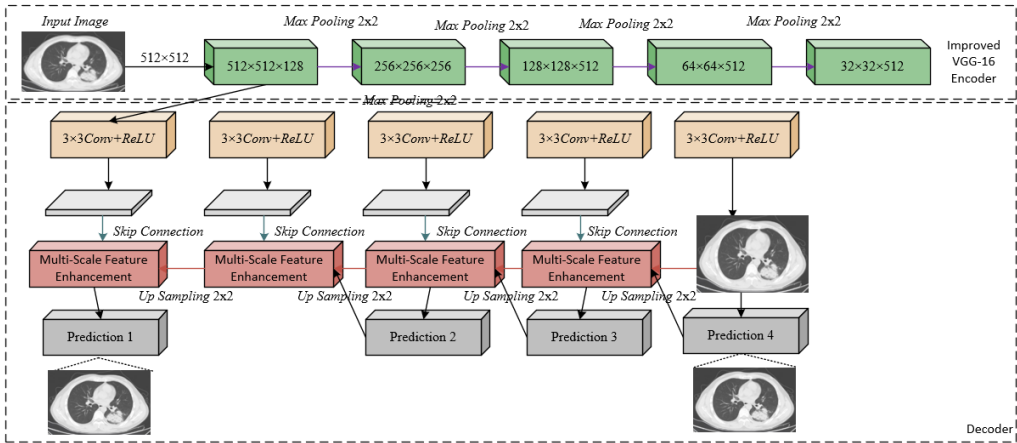 Input Image
Max Pooling 2x2
Max Pooling 2x2
Max Pooling 2x2
Max Pooling 2x2
512×512
512×512×128
256×256×256
128×128×512
64×64×512
32×32×512
Improved
VGG-16
Encoder
Max Pooling 2x2
3×3Conv+ReLU
3×3Conv+ReLU
3×3Conv+ReLU
3×3Conv+ReLU
3×3Conv+ReLU
Skip Connection
Skip Connection
Skip Connection
Skip Connection
Multi-Scale Feature
Enhancement
Multi-Scale Feature
Enhancement
Multi-Scale Feature
Enhancement
Multi-Scale Feature
Enhancement
Up Sampling 2x2
Up Sampling 2x2
Up Sampling 2x2
Up Sampling 2x2
Prediction 1
Prediction 2
Prediction 3
Prediction 4
Decoder